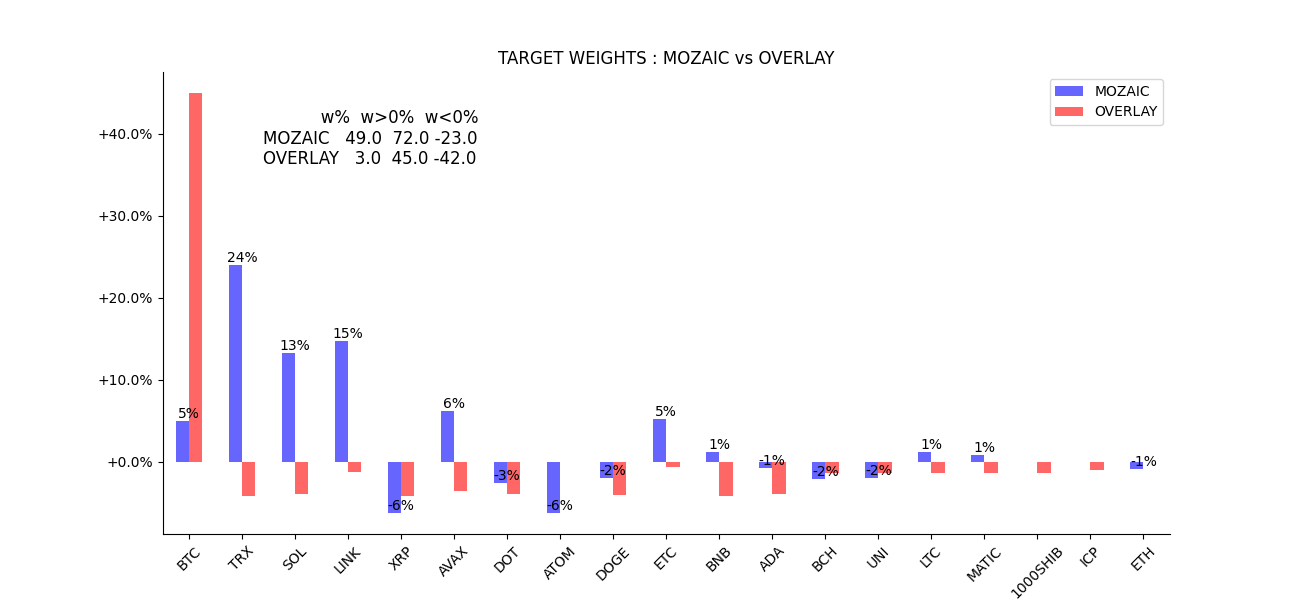 TARGET WEIGHTS : MOZAIC vs OVERLAY
MOZAIC
OVERLAY
w% w>0% w<0%
MOZAIC 49.0 72.0 -23.0
OVERLAY 3.0 45.0 -42.0
+40.0%
+30.0%
+20.0%
+10.0%
+0.0%
5%
24%
13%
15%
-6%
6%
-3%
-6%
-2%
5%
1%
-1%
-2%
-2%
1%
1%
-1%
BTC
TRX
SOL
LINK
XRP
AVAX
DOT
ATOM
DOGE
ETC
BNB
ADA
BCH
UNI
LTC
MATIC
1000SHIB
ICP
ETH